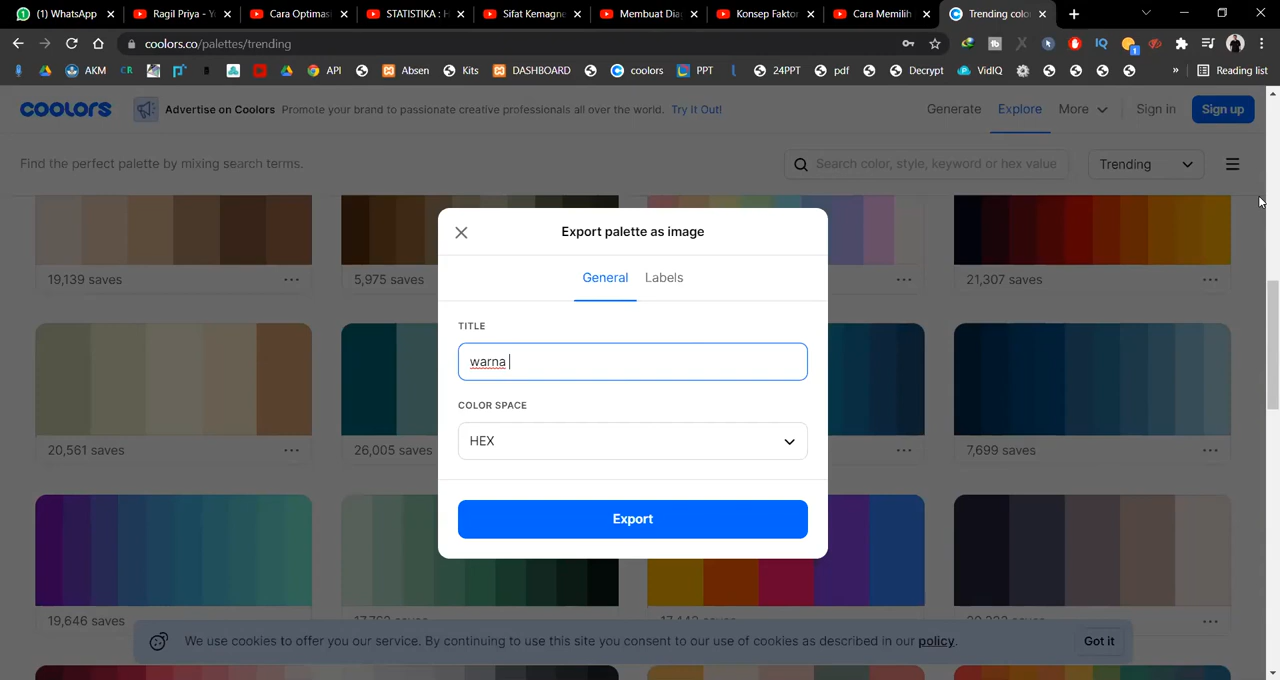 (1) WhatsApp
Ragil Priya - Yo
Cara Optimas
STATISTIKA : H
Sifat Kemagne
Membuat Dia
Konsep Faktor
Cara Memilih
Trending color
coolors.co/palettes/trending
AKM
CR
API
Absen
Kits
DASHBOARD
coolors
PPT
24PPT
pdf
Decrypt
VidIQ
»
Reading list
coolors
Advertise on Coolors
Promote your brand to passionate creative professionals all over the world.
Try It Out!
Generate
Explore
More
Sign in
Sign up
Find the perfect palette by mixing search terms.
Search color, style, keyword or hex value
Trending
Export palette as image
General
Labels
TITLE
warna
COLOR SPACE
HEX
Export
19,139 saves
5,975 saves
21,307 saves
20,561 saves
26,005 saves
7,699 saves
19,646 saves
We use cookies to offer you our service. By continuing to use this site you consent to our use of cookies as described in our policy.
Got it